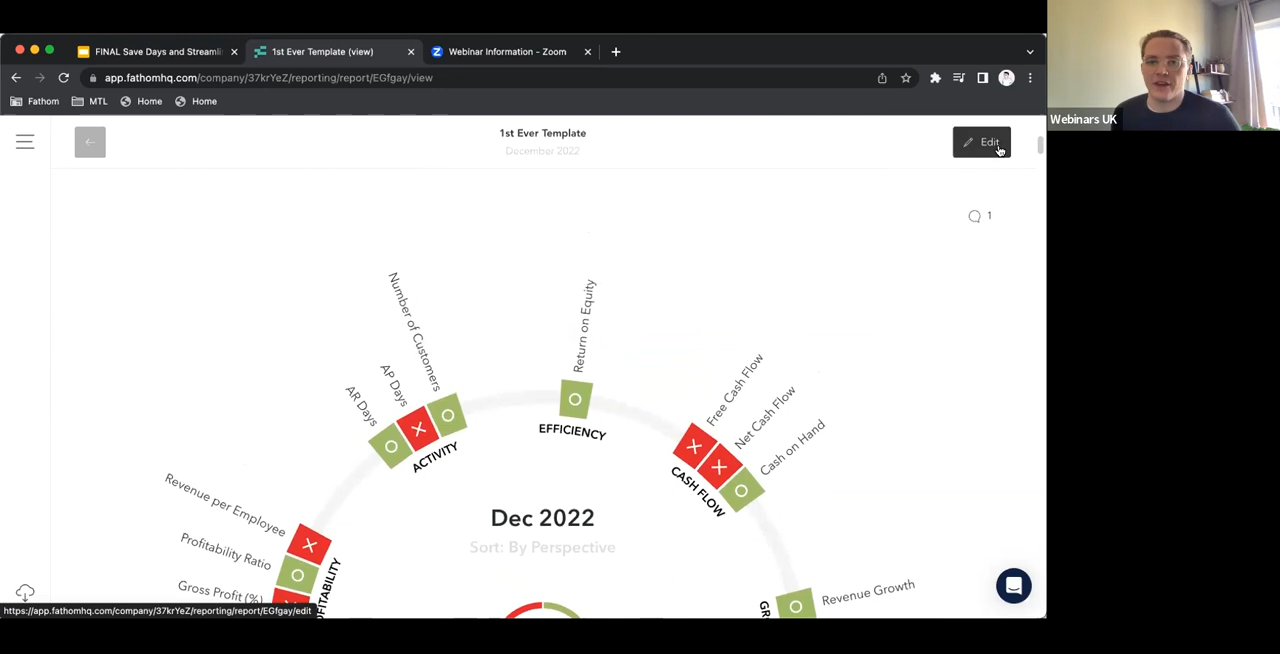 FINAL Save Days and Streamli
1st Ever Template (view)
Webinar Information - Zoom
app.fathomhq.com/company/37krYeZ/reporting/report/EGfgay/view
Fathom
MTL
Home
Home
Webinars UK
1st Ever Template
December 2022
Edit
1
Number of Customers
AP Days
AR Days
ACTIVITY
Return on Equity
EFFICIENCY
Free Cash Flow
Net Cash Flow
Cash on Hand
CASH FLOW
Revenue per Employee
Profitability Ratio
Gross Profit (%)
OFITABILITY
Dec 2022
Sort: By Perspective
Revenue Growth
GR
https://app.fathomhq.com/company/37krYeZ/reporting/report/EGfgay/edit